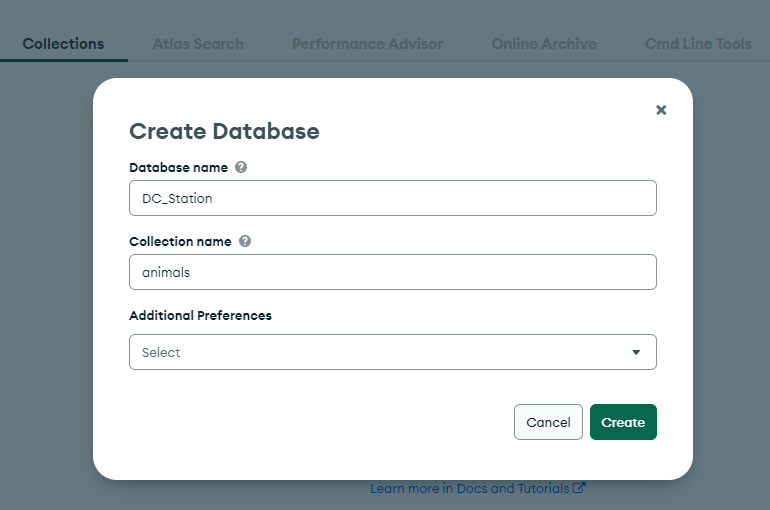 Collections Atlas Search Performance Advisor Online Archive Cmd Line Tools
Create Database
Database name
DC_Station
Collection name
animals
Additional Preferences
Select
Cancel Create
Learn more in Docs and Tutorials